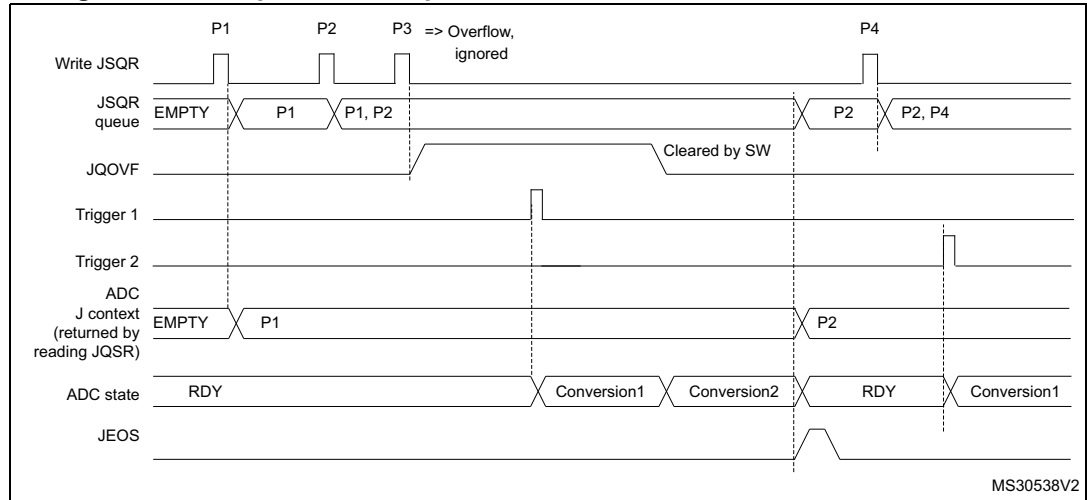 P1 P2 P3 => Overflow, P4
ignored
Write JSQR
JSQR
queue
EMPTY P1 P1, P2 P2 P2, P4
Cleared by SW
JQOVF
Trigger 1
Trigger 2
ADC
J context
(returned by
reading JQSR)
EMPTY P1 P2
ADC state RDY Conversion1 Conversion2 RDY Conversion1
JEOS
MS30538V2